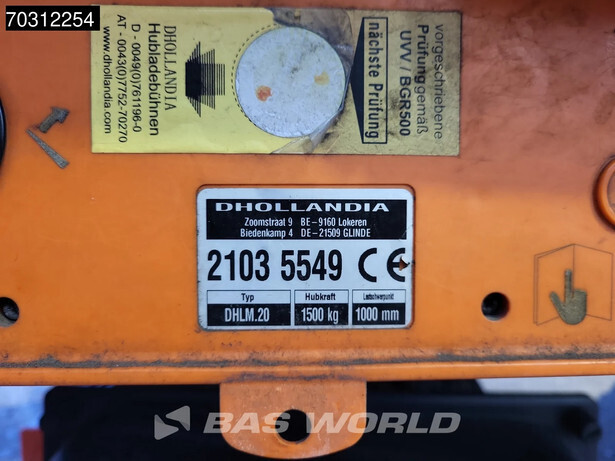 70312254
DHOLLANDIA
Hubladebühnen
D - 0049(0)761196-0
AT - 0043(0)7752-70270
www.dhollandia.com
nächste Prüfung
vorgeschriebene
Prüfung gemäß
UVV / BGR500
DHOLLANDIA
Zoomstraat 9 BE-9160 Lokeren
Biedenkamp 4 DE-21509 GLINDE
2103 5549 CE
Typ Hubkraft Lastschwerpunkt
DHLM.20 1500 kg 1000 mm
BAS WORLD